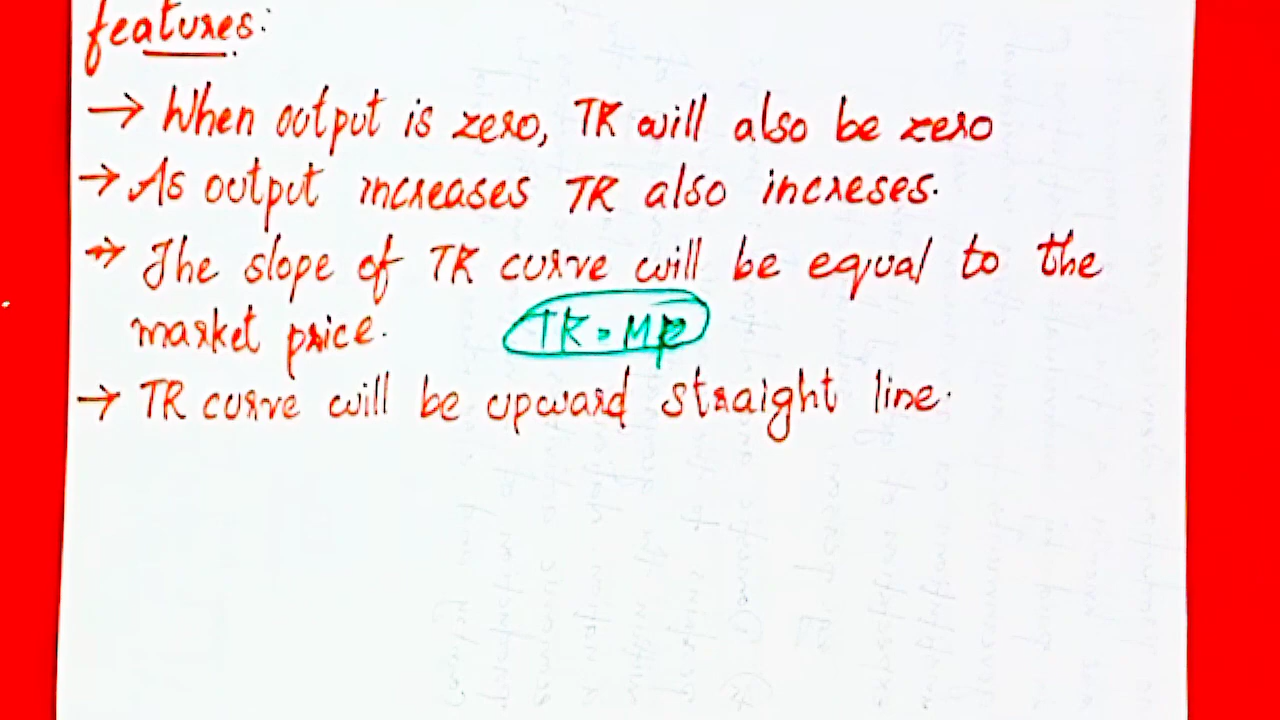 features:
→ When output is zero, TR will also be zero
→ As output increases TR also increses.
→ The slope of TR curve will be equal to the
market price. TR = Mp
→ TR curve will be upward straight line.